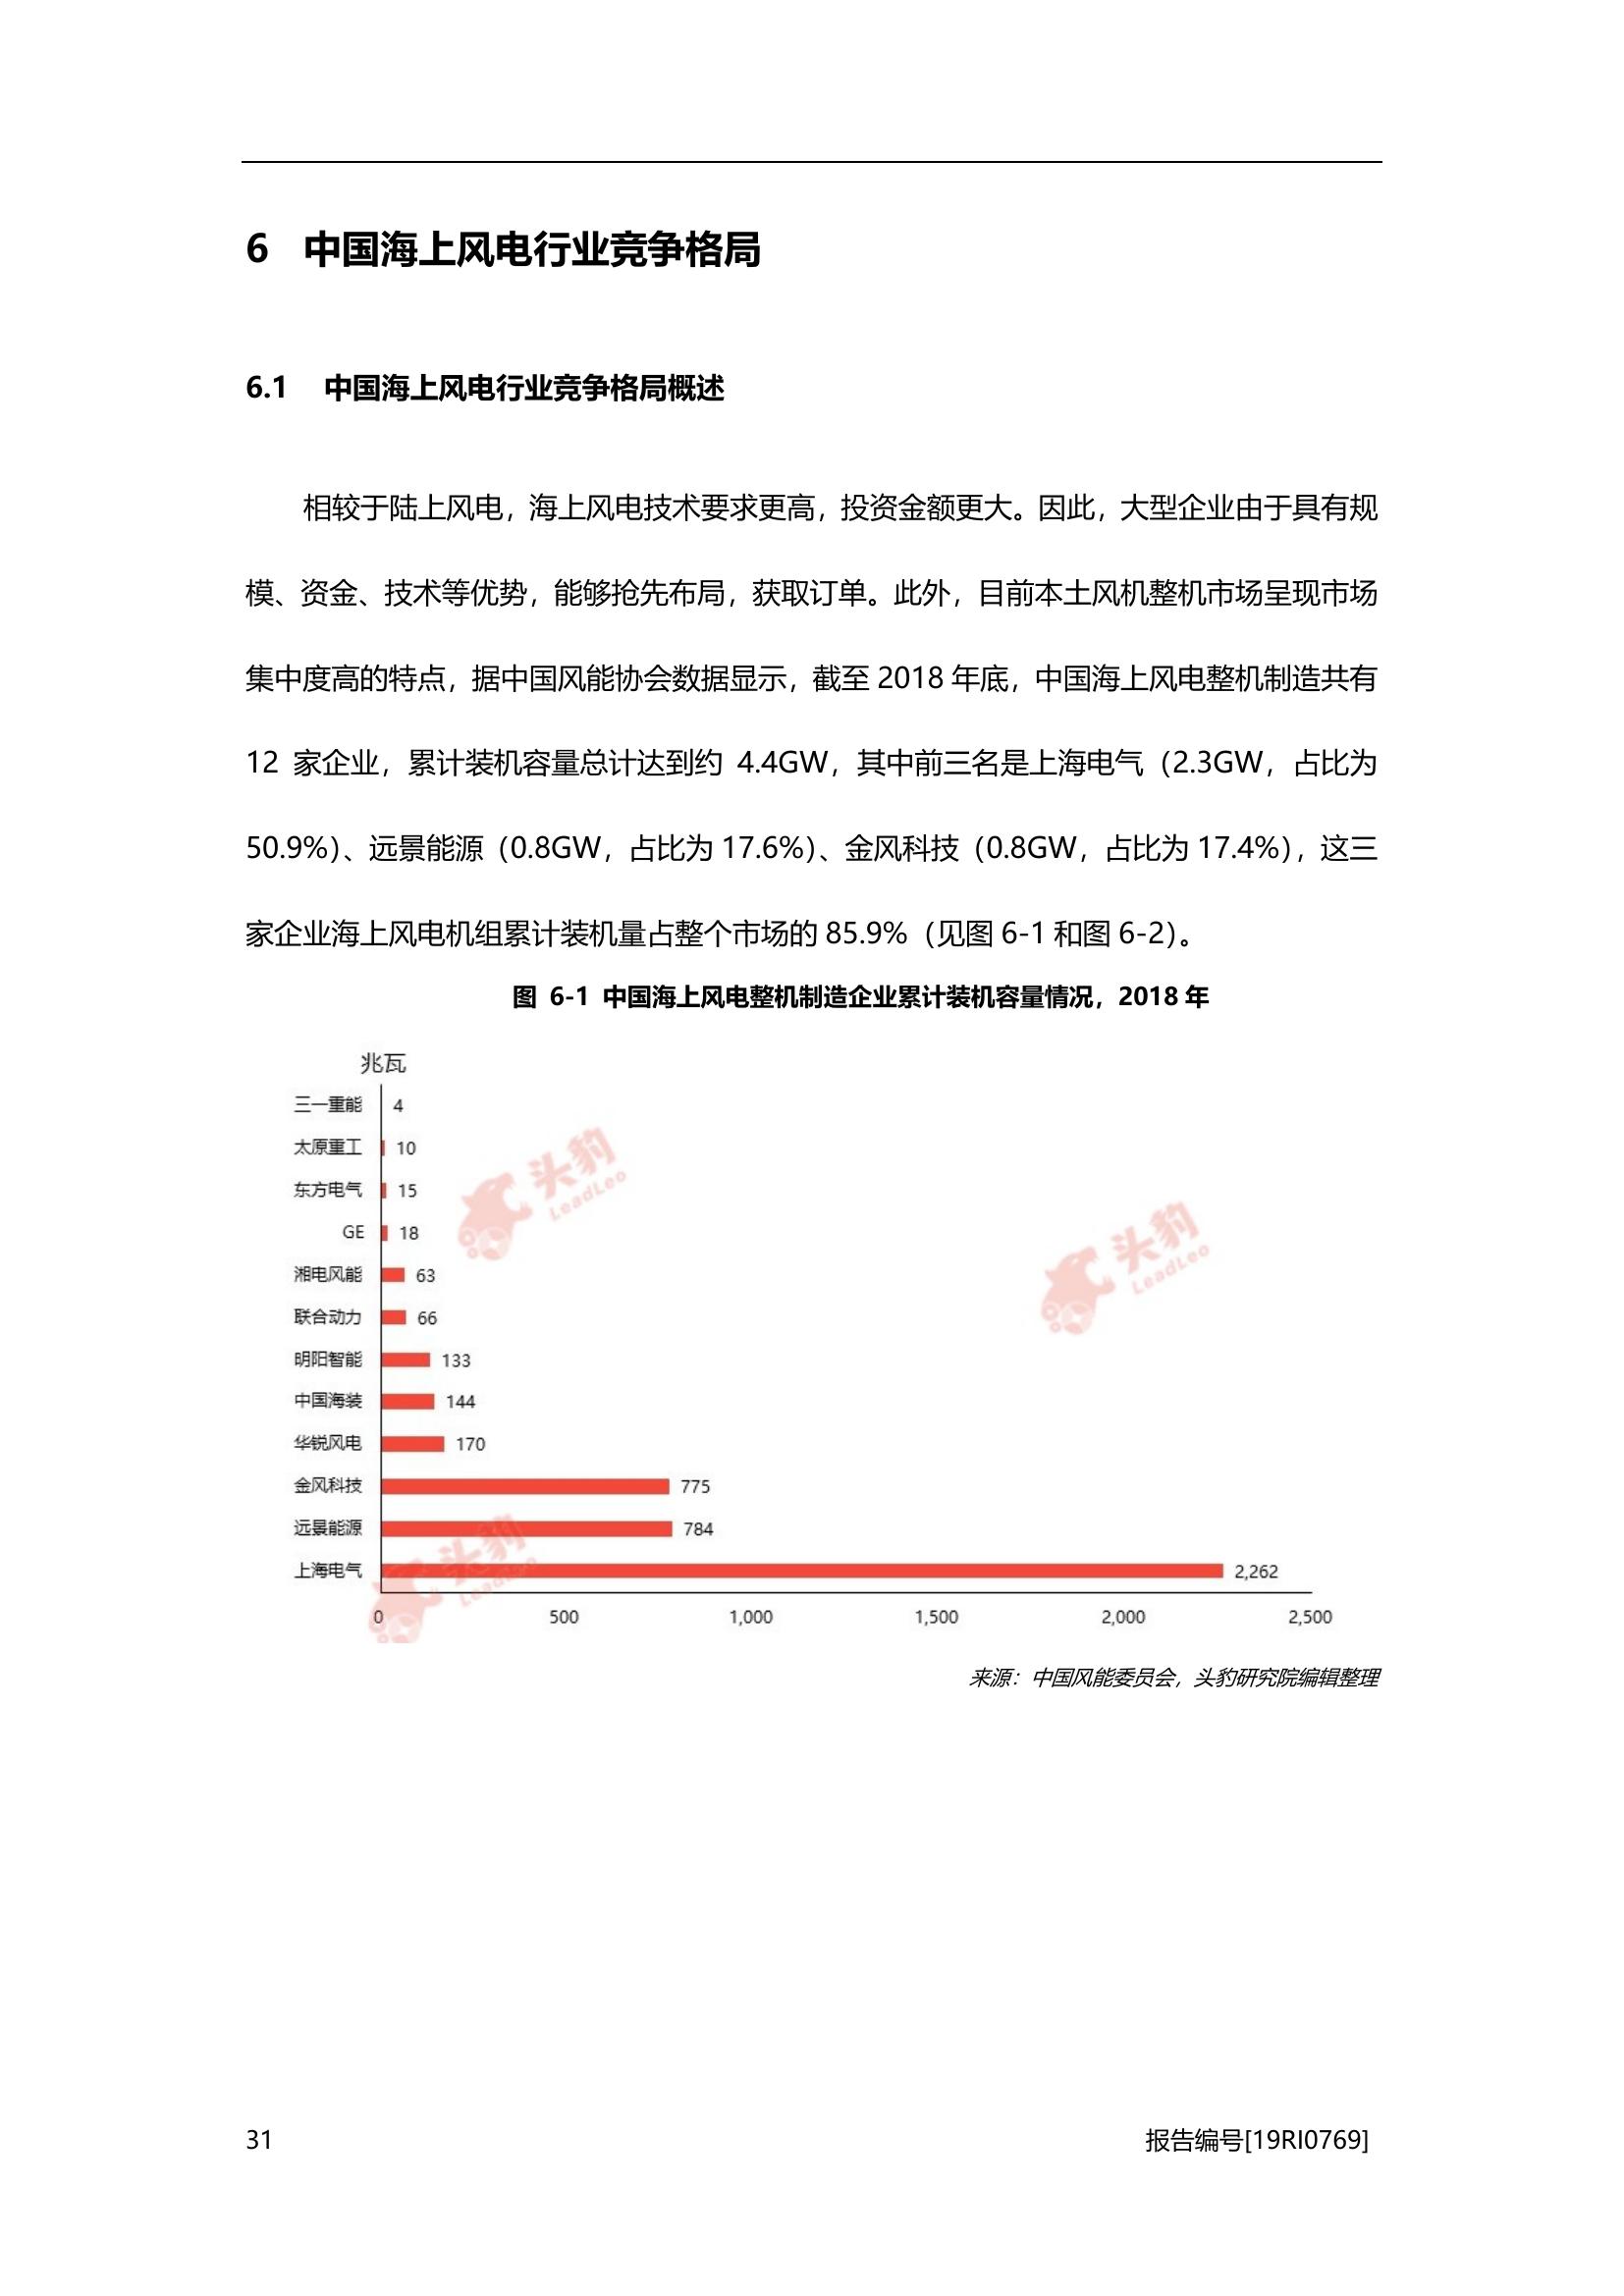 6 中国海上风电行业竞争格局
6.1 中国海上风电行业竞争格局概述
相较于陆上风电，海上风电技术要求更高，投资金额更大。因此，大型企业由于具有规
模、资金、技术等优势，能够抢先布局，获取订单。此外，目前本土风机整机市场呈现市场
集中度高的特点，据中国风能协会数据显示，截至 2018 年底，中国海上风电整机制造共有
12 家企业，累计装机容量总计达到约 4.4GW，其中前三名是上海电气（2.3GW，占比为
50.9%）、远景能源（0.8GW，占比为 17.6%）、金风科技（0.8GW，占比为 17.4%），这三
家企业海上风电机组累计装机量占整个市场的 85.9%（见图 6-1 和图 6-2）。
图 6-1 中国海上风电整机制造企业累计装机容量情况，2018 年
兆瓦
三一重能 4
太原重工 10
东方电气 15
GE 18
湘电风能 63
联合动力 66
明阳智能 133
中国海装 144
华锐风电 170
金风科技 775
远景能源 784
上海电气 2,262
0 500 1,000 1,500 2,000 2,500
头豹
LeadLeo
头豹
LeadLeo
头豹
LeadLeo
来源：中国风能委员会，头豹研究院编辑整理
31 报告编号[19RI0769]